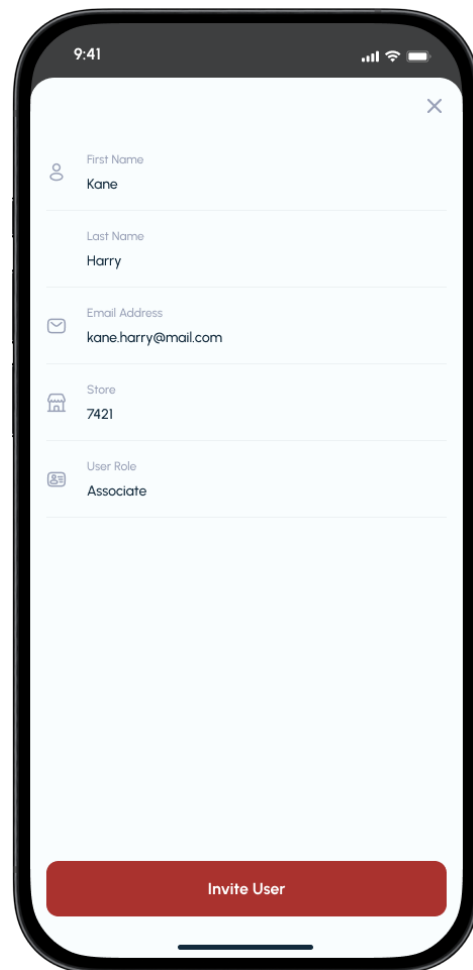 9:41
First Name
Kane
Last Name
Harry
Email Address
kane.harry@mail.com
Store
7421
User Role
Associate
Invite User